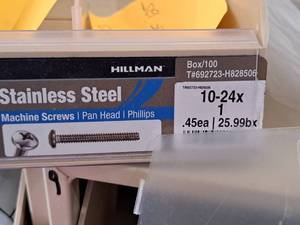 HILLMAN
Box/100
T#692723-H828506
Stainless Steel
Machine Screws | Pan Head | Phillips
10-24x
1
.45ea | 25.99bx